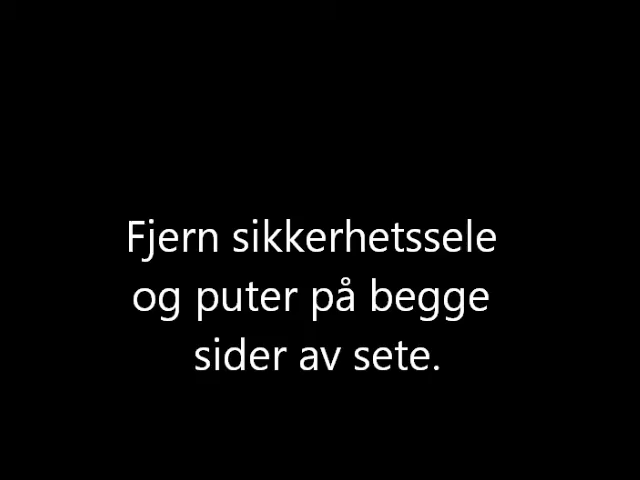 Fjern sikkerhetssele
og puter på begge
sider av sete.